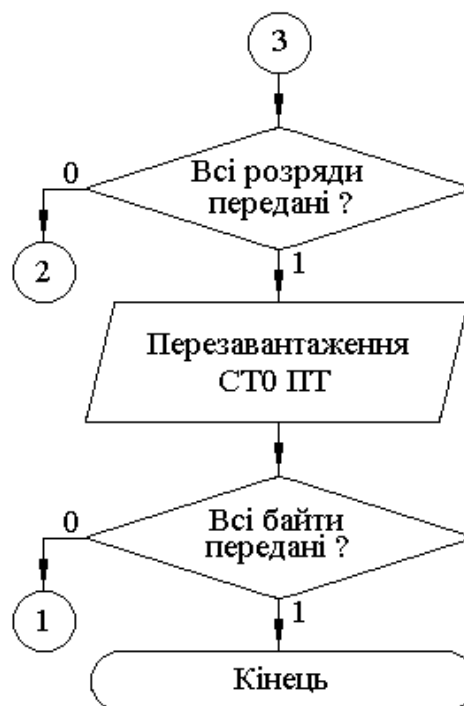 3
0
Всі розряди
передані ?
2
1
Перезавантаження
СТ0 ПТ
0
Всі байти
передані ?
1
1
Кінець